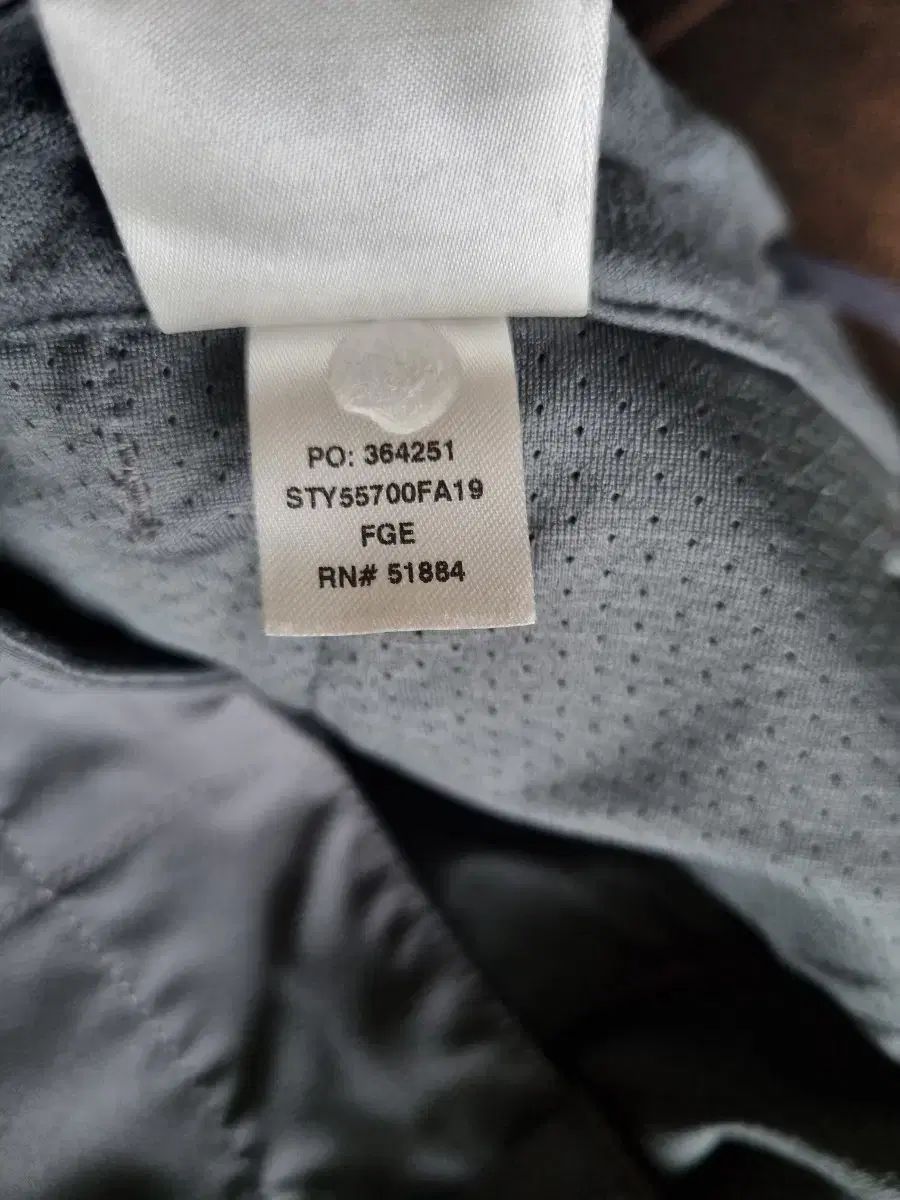 PO: 364251
STY55700FA19
FGE
RN# 51884